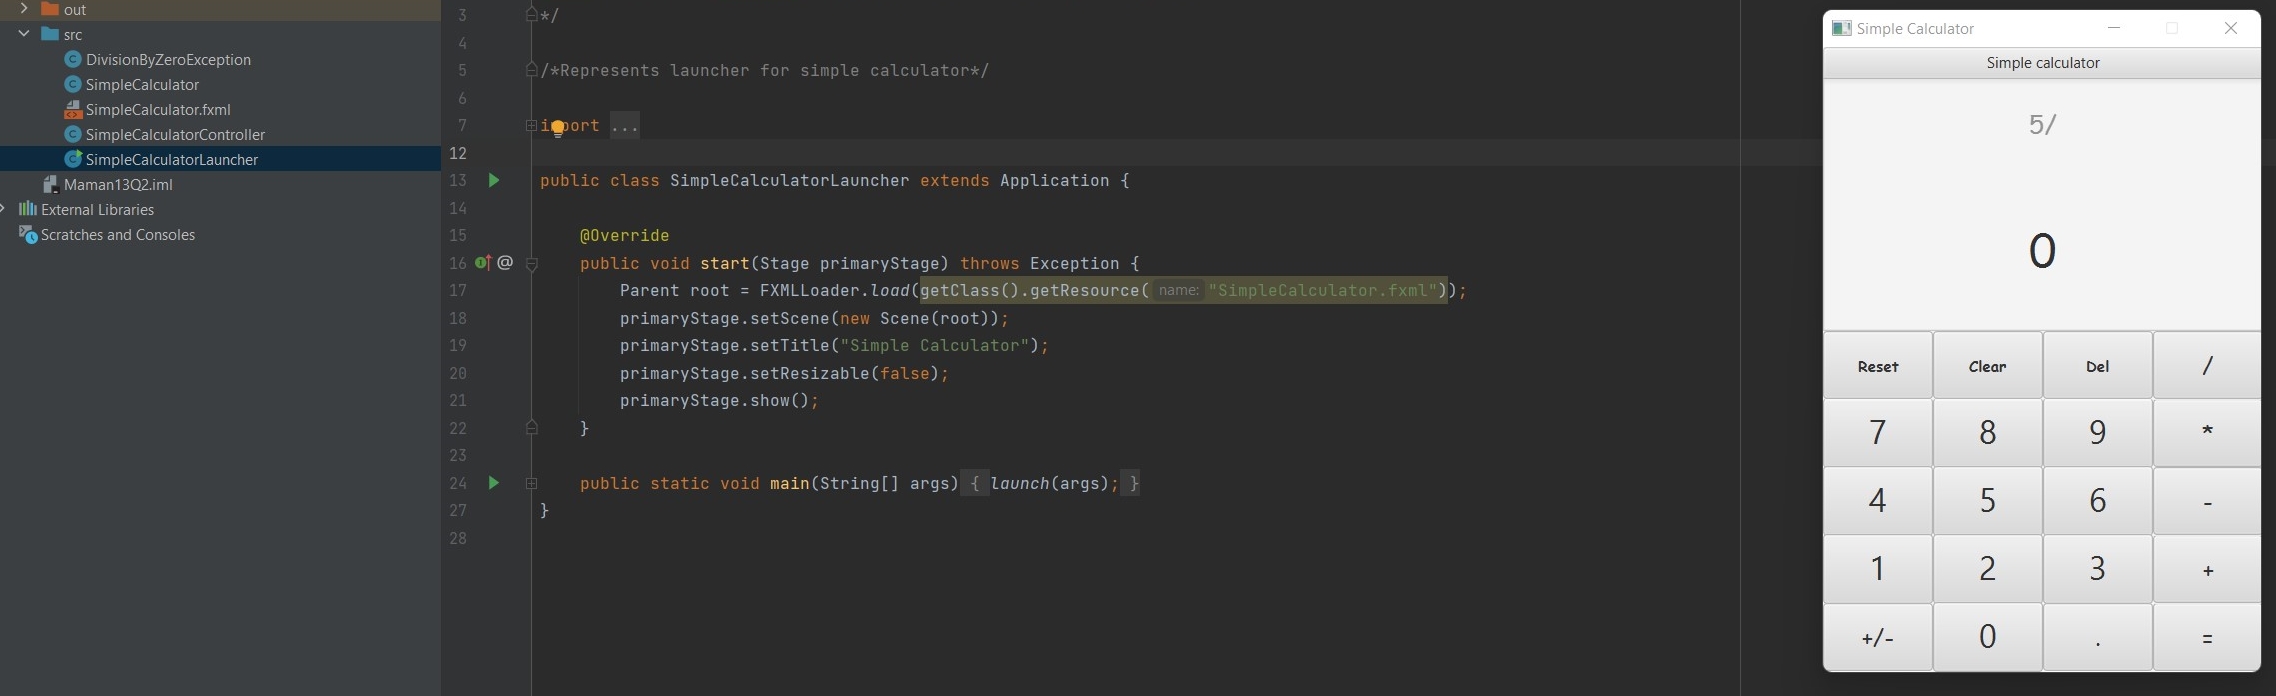 out
src
DivisionByZeroException
SimpleCalculator
SimpleCalculator.fxml
SimpleCalculatorController
SimpleCalculatorLauncher
Maman13Q2.iml
External Libraries
Scratches and Consoles
3 */
4
5 /*Represents launcher for simple calculator*/
6
7 import ...
12
13 public class SimpleCalculatorLauncher extends Application {
14
15 @Override
16 @ public void start(Stage primaryStage) throws Exception {
17 Parent root = FXMLLoader.load(getClass().getResource( name: "SimpleCalculator.fxml"));
18 primaryStage.setScene(new Scene(root));
19 primaryStage.setTitle("Simple Calculator");
20 primaryStage.setResizable(false);
21 primaryStage.show();
22 }
23
24 public static void main(String[] args) { launch(args); }
27 }
28
Simple Calculator
Simple calculator
5/
0
Reset Clear Del /
7 8 9 *
4 5 6 -
1 2 3 +
+/- 0 . =